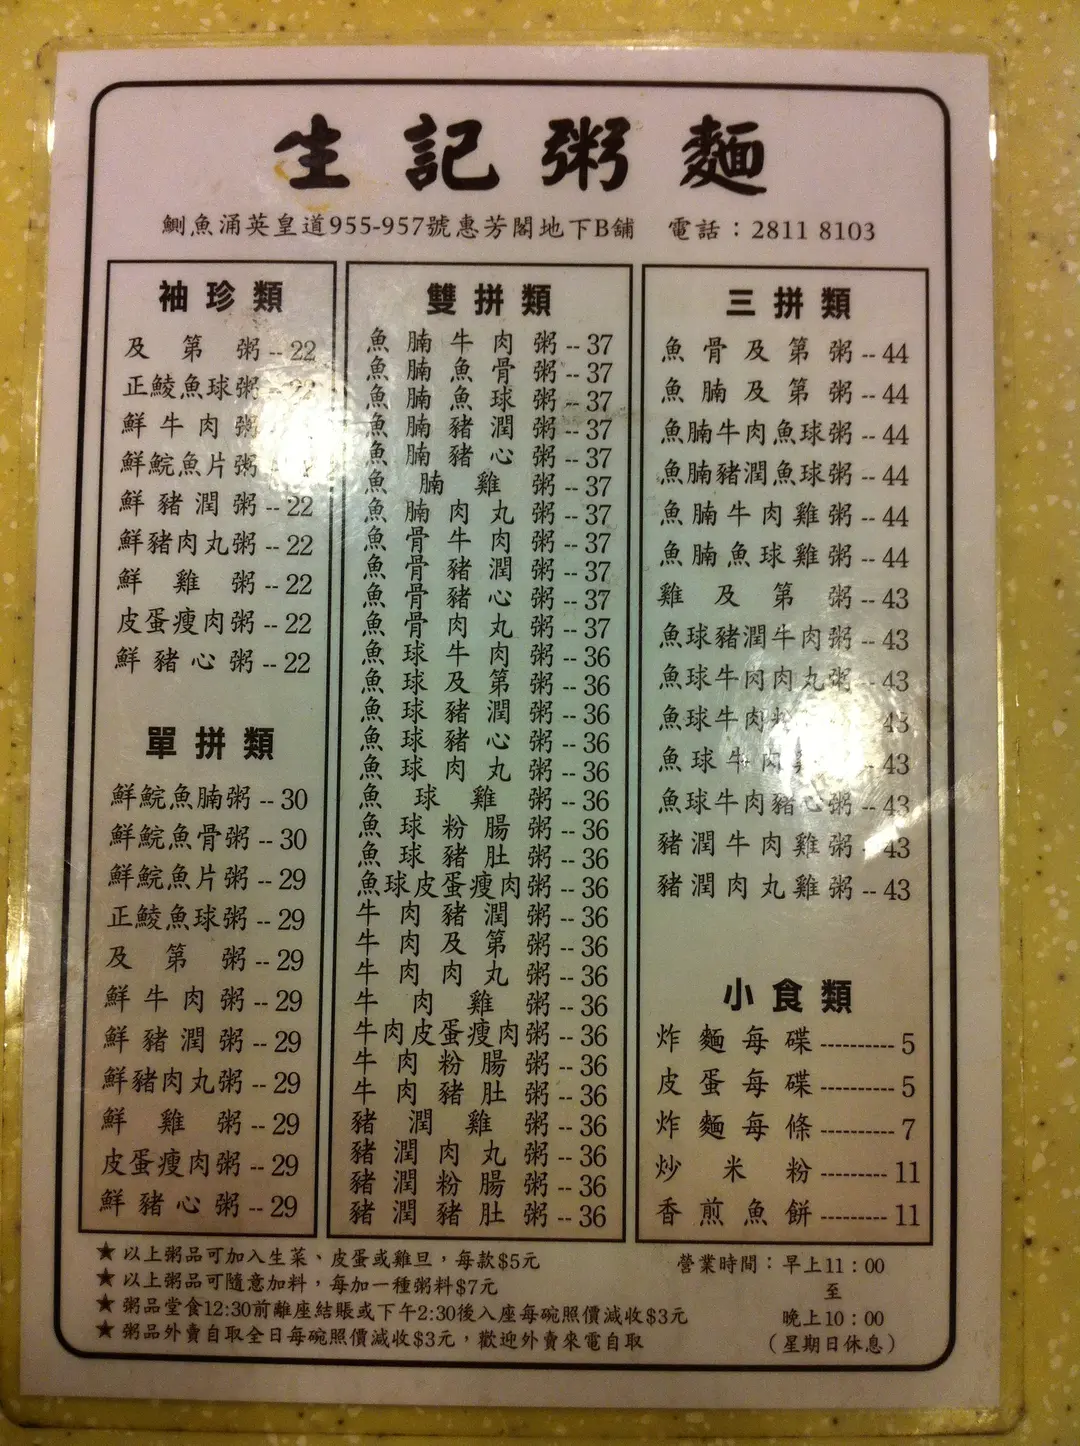 生記粥麵
鰂魚涌英皇道955-957號惠芳閣地下B舖 電話：2811 8103
袖珍類
及第粥--22
正鯪魚球粥--22
鮮牛肉粥
鮮鯇魚片粥
鮮豬潤粥--22
鮮豬肉丸粥--22
鮮雞粥--22
皮蛋瘦肉粥--22
鮮豬心粥--22
單拼類
鮮鯇魚腩粥--30
鮮鯇魚骨粥--30
鮮鯇魚片粥--29
正鯪魚球粥--29
及第粥--29
鮮牛肉粥--29
鮮豬潤粥--29
鮮豬肉丸粥--29
鮮雞粥--29
皮蛋瘦肉粥--29
鮮豬心粥--29
雙拼類
魚腩牛肉粥--37
魚腩魚骨粥--37
魚腩魚球粥--37
魚腩豬潤粥--37
魚腩豬心粥--37
魚腩雞粥--37
魚腩肉丸粥--37
魚骨牛肉粥--37
魚骨豬潤粥--37
魚骨豬心粥--37
魚骨肉丸粥--37
魚球牛肉粥--36
魚球及第粥--36
魚球豬潤粥--36
魚球豬心粥--36
魚球肉丸粥--36
魚球雞粥--36
魚球粉腸粥--36
魚球豬肚粥--36
魚球皮蛋瘦肉粥--36
牛肉豬潤粥--36
牛肉及第粥--36
牛肉肉丸粥--36
牛肉雞粥--36
牛肉皮蛋瘦肉粥--36
牛肉粉腸粥--36
牛肉豬肚粥--36
豬潤雞粥--36
豬潤肉丸粥--36
豬潤粉腸粥--36
豬潤豬肚粥--36
三拼類
魚骨及第粥--44
魚腩及第粥--44
魚腩牛肉魚球粥--44
魚腩豬潤魚球粥--44
魚腩牛肉雞粥--44
魚腩魚球雞粥--44
雞及第粥--43
魚球豬潤牛肉粥--43
魚球牛肉肉丸粥--43
魚球牛肉粉 43
魚球牛肉 --43
魚球牛肉豬心粥--43
豬潤牛肉雞粥--43
豬潤肉丸雞粥--43
小食類
炸麵每碟----------5
皮蛋每碟----------5
炸麵每條----------7
炒米粉---------11
香煎魚餅---------11
★以上粥品可加入生菜、皮蛋或雞旦，每款$5元
★以上粥品可隨意加料，每加一種粥料$7元
★粥品堂食12:30前離座結賬或下午2:30後入座每碗照價減收$3元
★粥品外賣自取全日每碗照價減收$3元，歡迎外賣來電自取
營業時間：早上11：00
至
晚上10：00
（星期日休息）